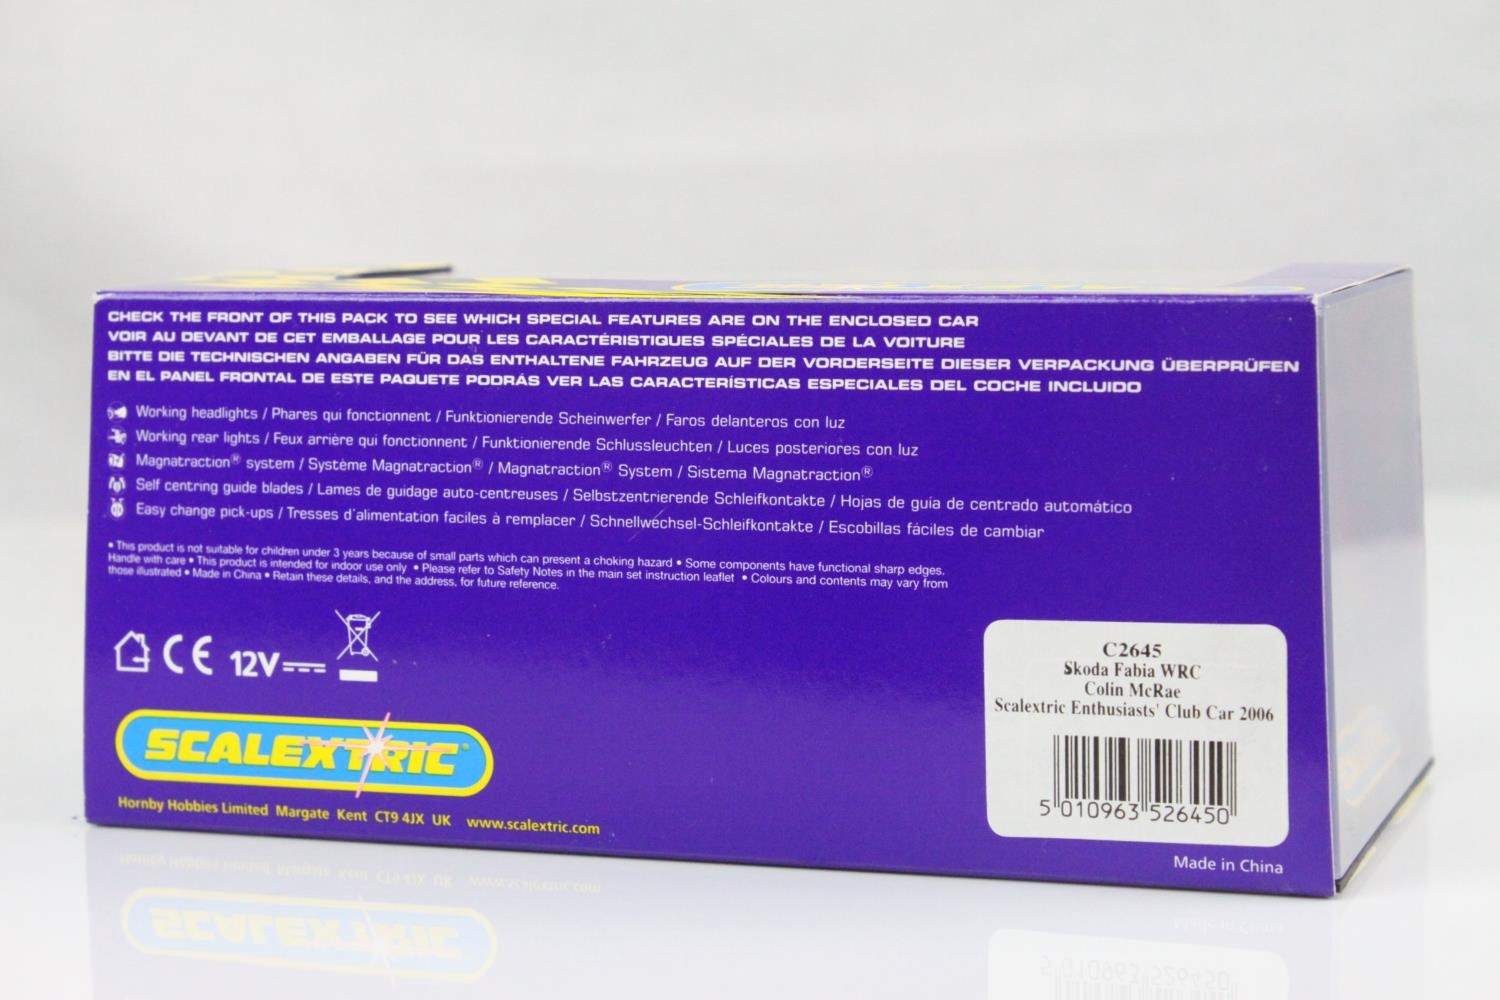 CHECK THE FRONT OF THIS PACK TO SEE WHICH SPECIAL FEATURES ARE ON THE ENCLOSED CAR
VOIR AU DEVANT DE CET EMBALLAGE POUR LES CARACTÉRISTIQUES SPÉCIALES DE LA VOITURE
BITTE DIE TECHNISCHEN ANGABEN FÜR DAS ENTHALTENE FAHRZEUG AUF DER VORDERSEITE DIESER VERPACKUNG ÜBERPRÜFEN
EN EL PANEL FRONTAL DE ESTE PAQUETE PODRÁS VER LAS CARACTERÍSTICAS ESPECIALES DEL COCHE INCLUIDO
Working headlights / Phares qui fonctionnent / Funktionierende Scheinwerfer / Faros delanteros con luz
Working rear lights / Feux arrière qui fonctionnent / Funktionierende Schlussleuchten / Luces posteriores con luz
Magnatraction® system / Système Magnatraction® / Magnatraction® System / Sistema Magnatraction®
Self centring guide blades / Lames de guidage auto-centreuses / Selbstzentrierende Schleifkontakte / Hojas de guía de centrado automático
Easy change pick-ups / Tresses d'alimentation faciles à remplacer / Schnellwechsel-Schleifkontakte / Escobillas fáciles de cambiar
• This product is not suitable for children under 3 years because of small parts which can present a choking hazard • Some components have functional sharp edges.
Handle with care • This product is intended for indoor use only • Please refer to Safety Notes in the main set instruction leaflet • Colours and contents may vary from
those illustrated • Made in China • Retain these details, and the address, for future reference.
CE 12V
SCALEXTRIC
Hornby Hobbies Limited Margate Kent CT9 4JX UK www.scalextric.com
C2645
Skoda Fabia WRC
Colin McRae
Scalextric Enthusiasts' Club Car 2006
5 010963 526450
Made in China